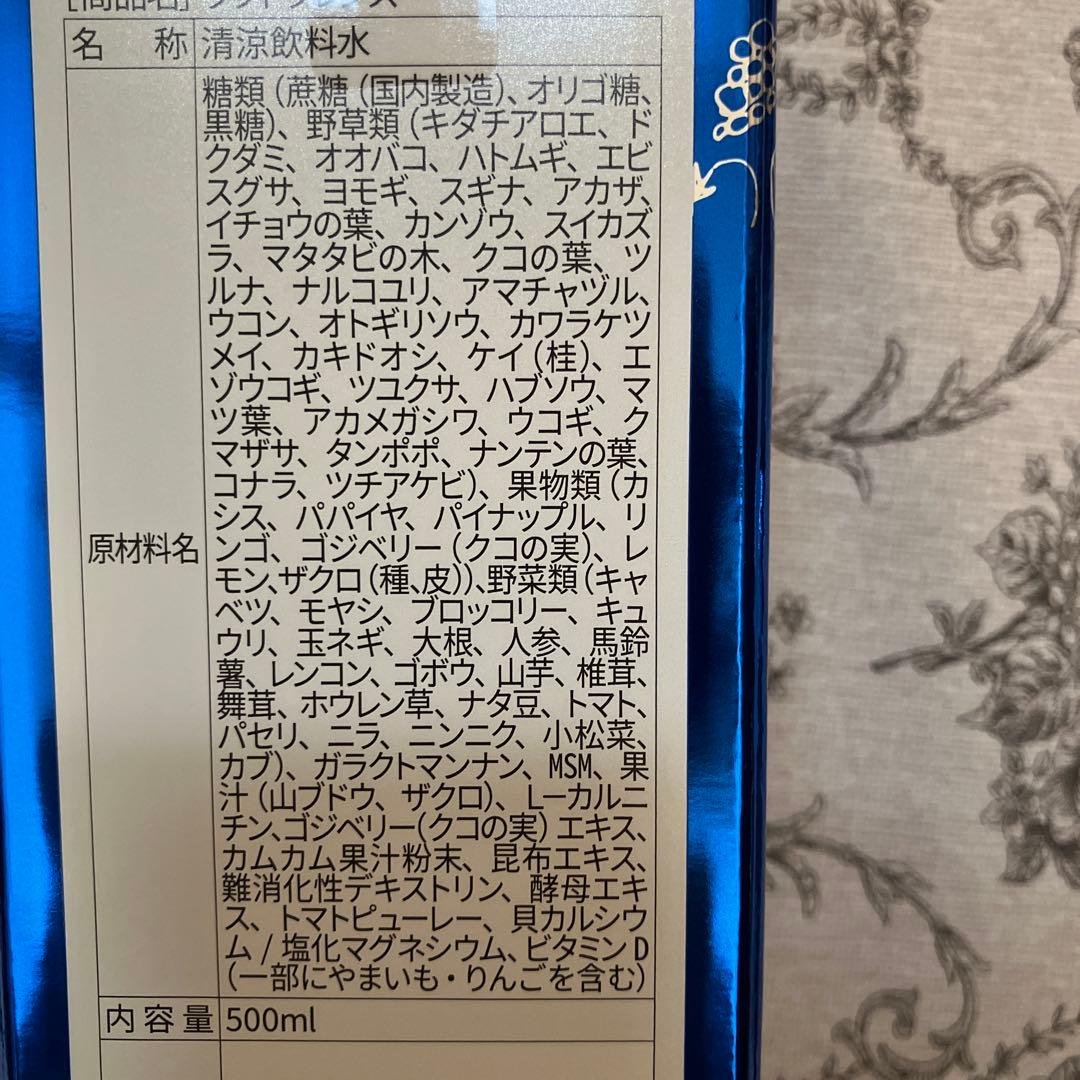 名 称 清涼飲料水
原材料名
糖類（蔗糖（国内製造）、オリゴ糖、
黒糖）、野草類（キダチアロエ、ド
クダミ、オオバコ、ハトムギ、エビ
スグサ、ヨモギ、スギナ、アカザ、
イチョウの葉、カンゾウ、スイカズ
ラ、マタタビの木、クコの葉、ツ
ルナ、ナルコユリ、アマチャヅル、
ウコン、オトギリソウ、カワラケツ
メイ、カキドオシ、ケイ（桂）、エ
ゾウコギ、ツユクサ、ハブソウ、マ
ツ葉、アカメガシワ、ウコギ、ク
マザサ、タンポポ、ナンテンの葉、
コナラ、ツチアケビ）、果物類（カ
シス、パパイヤ、パイナップル、リ
ンゴ、ゴジベリー（クコの実）、レ
モン、ザクロ（種、皮））、野菜類（キャ
ベツ、モヤシ、ブロッコリー、キュ
ウリ、玉ネギ、大根、人参、馬鈴
薯、レンコン、ゴボウ、山芋、椎茸、
舞茸、ホウレン草、ナタ豆、トマト、
パセリ、ニラ、ニンニク、小松菜、
カブ）、ガラクトマンナン、MSM、果
汁（山ブドウ、ザクロ）、L－カルニ
チン、ゴジベリー（クコの実）エキス、
カムカム果汁粉末、昆布エキス、
難消化性デキストリン、酵母エキ
ス、トマトピューレー、貝カルシウ
ム / 塩化マグネシウム、ビタミンD
（一部にやまいも・りんごを含む）
内容量 500ml